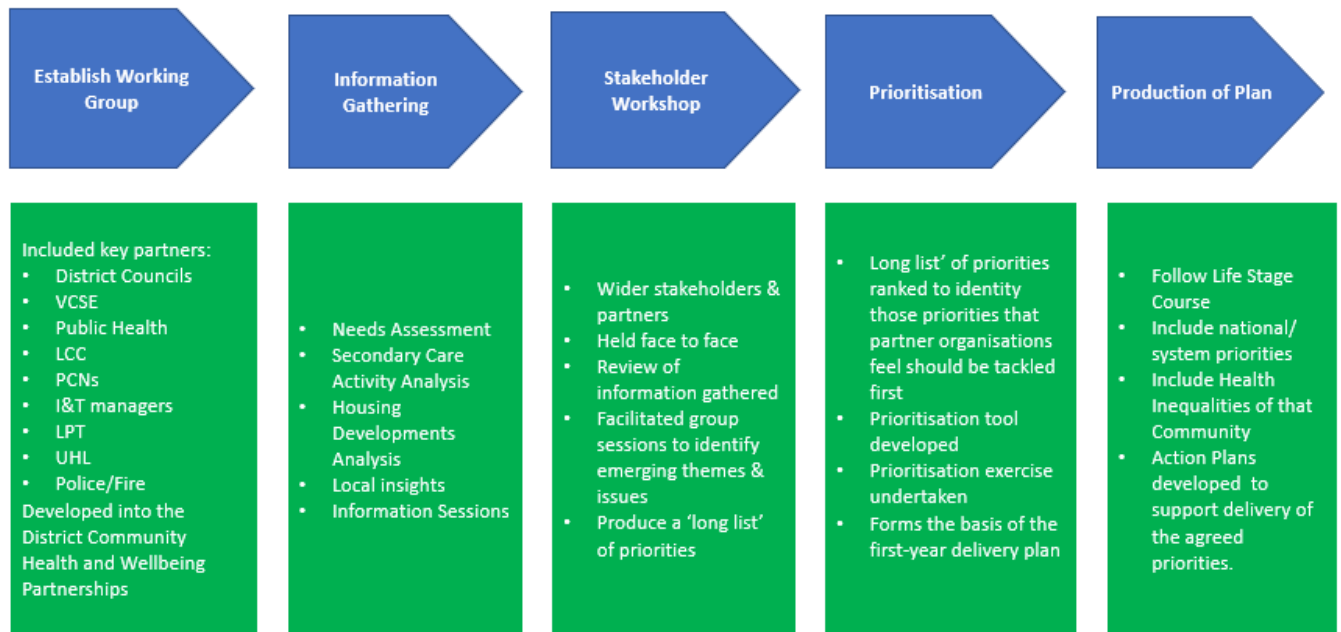 Establish Working
Group
Information
Gathering
Stakeholder
Workshop
Prioritisation
Production of Plan
Included key partners:
• District Councils
• VCSE
• Public Health
• LCC
• PCNs
• I&T managers
• LPT
• UHL
• Police/Fire
Developed into the
District Community
Health and Wellbeing
Partnerships
• Needs Assessment
• Secondary Care
Activity Analysis
• Housing
Developments
Analysis
• Local insights
• Information Sessions
• Wider stakeholders &
partners
• Held face to face
• Review of
information gathered
• Facilitated group
sessions to identify
emerging themes &
issues
• Produce a ‘long list’
of priorities
• Long list’ of priorities
ranked to identity
those priorities that
partner organisations
feel should be tackled
first
• Prioritisation tool
developed
• Prioritisation exercise
undertaken
• Forms the basis of the
first-year delivery plan
• Follow Life Stage
Course
• Include national/
system priorities
• Include Health
Inequalities of that
Community
• Action Plans
developed to
support delivery of
the agreed
priorities.